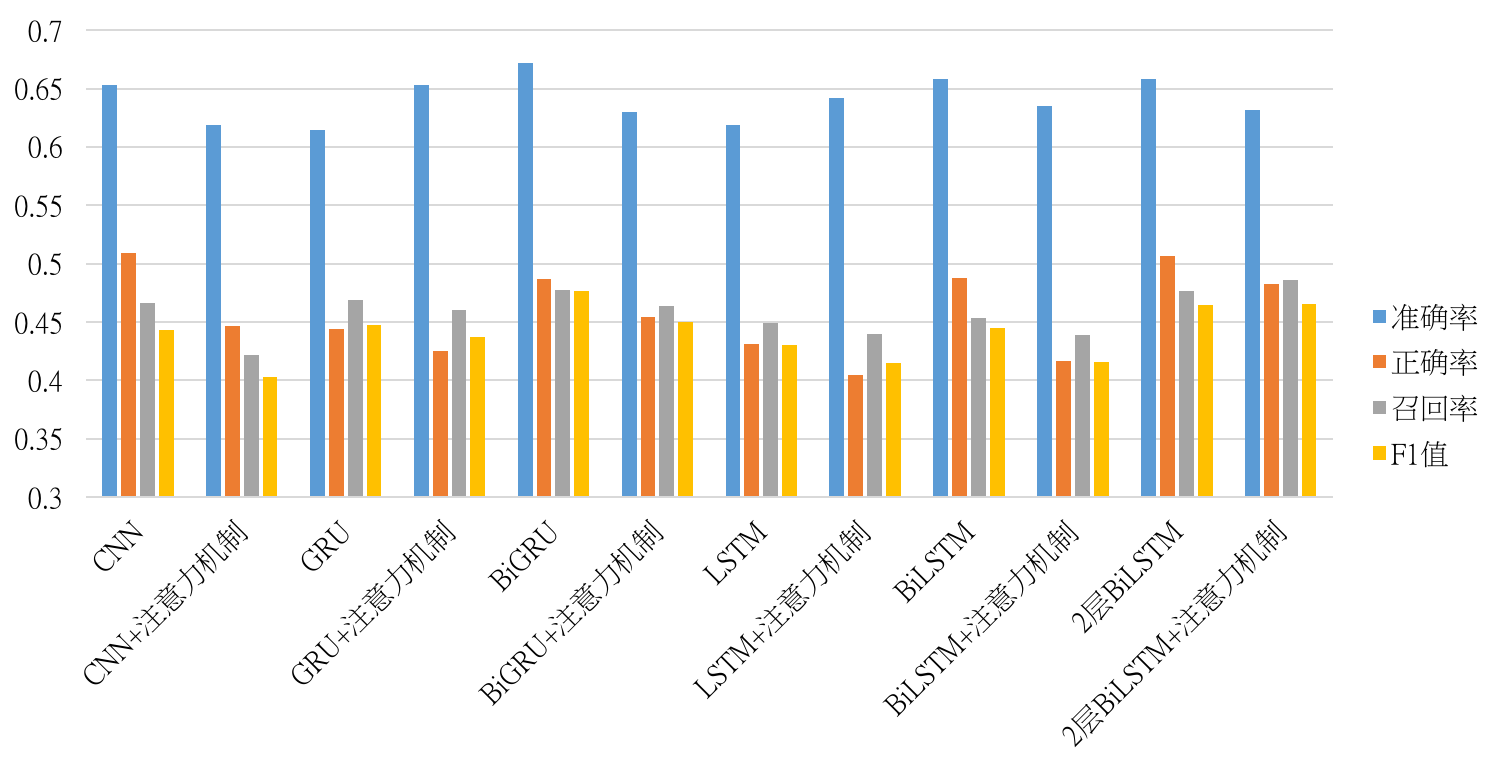 0.7
0.65
0.6
0.55
0.5
0.45
0.4
0.35
0.3
CNN
CNN+注意力机制
GRU
GRU+注意力机制
BiGRU
BiGRU+注意力机制
LSTM
LSTM+注意力机制
BiLSTM
BiLSTM+注意力机制
2层BiLSTM
2层BiLSTM+注意力机制
准确率
正确率
召回率
F1值